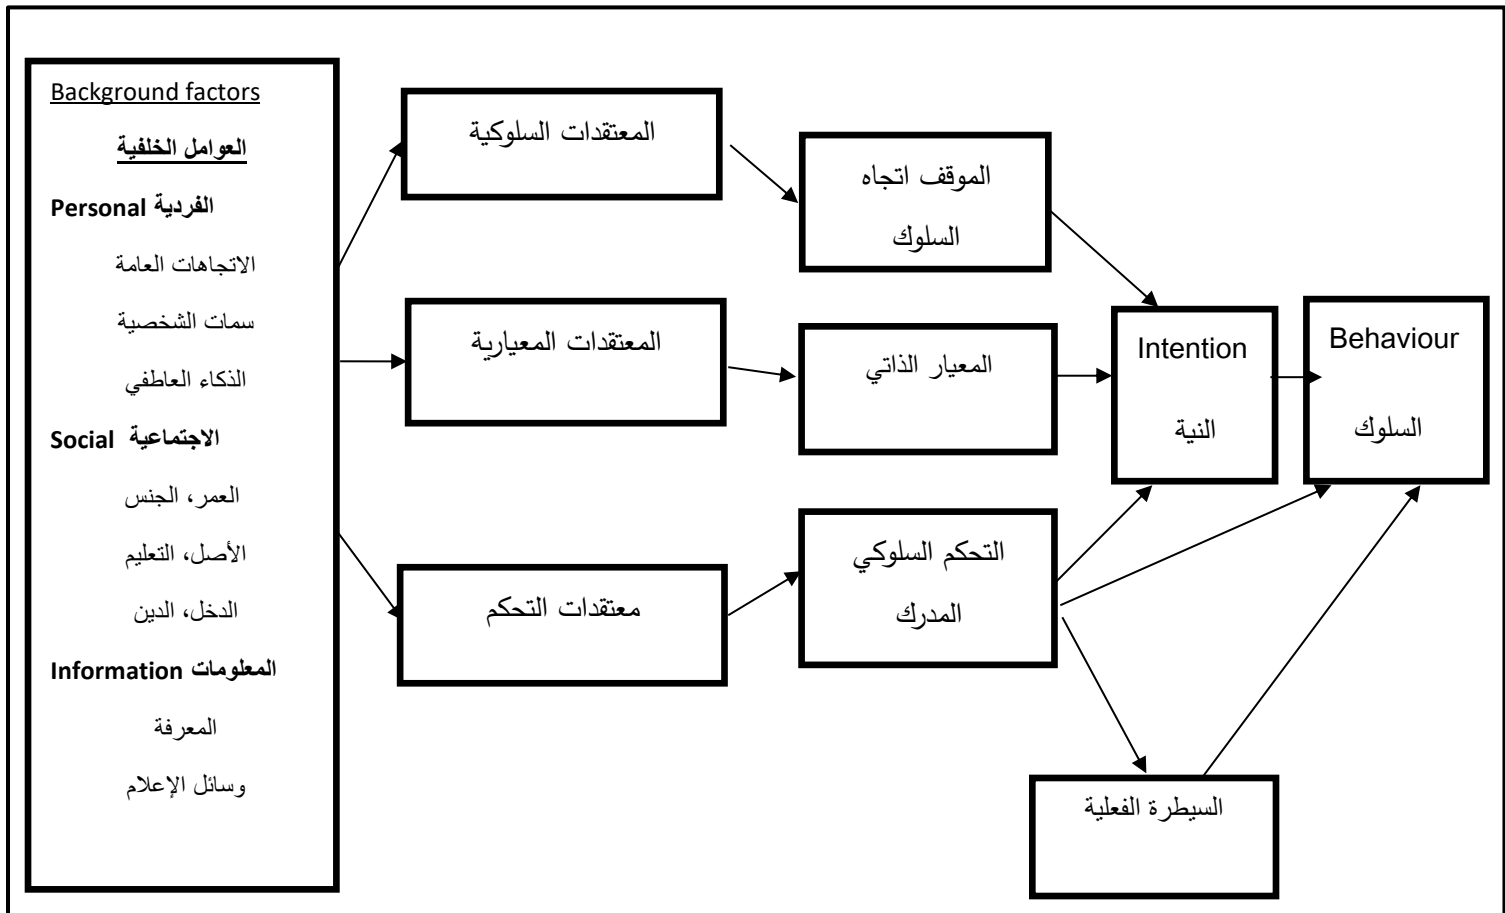 Background factors
العوامل الخلفية
الفردية Personal
الاتجاهات العامة
سمات الشخصية
الذكاء العاطفي
الاجتماعية Social
العمر، الجنس
الأصل، التعليم
الدخل، الدين
المعلومات Information
المعرفة
وسائل الإعلام
المعتقدات السلوكية
المعتقدات المعيارية
معتقدات التحكم
الموقف اتجاه
السلوك
المعيار الذاتي
التحكم السلوكي
المدرك
Intention
النية
Behaviour
السلوك
السيطرة الفعلية